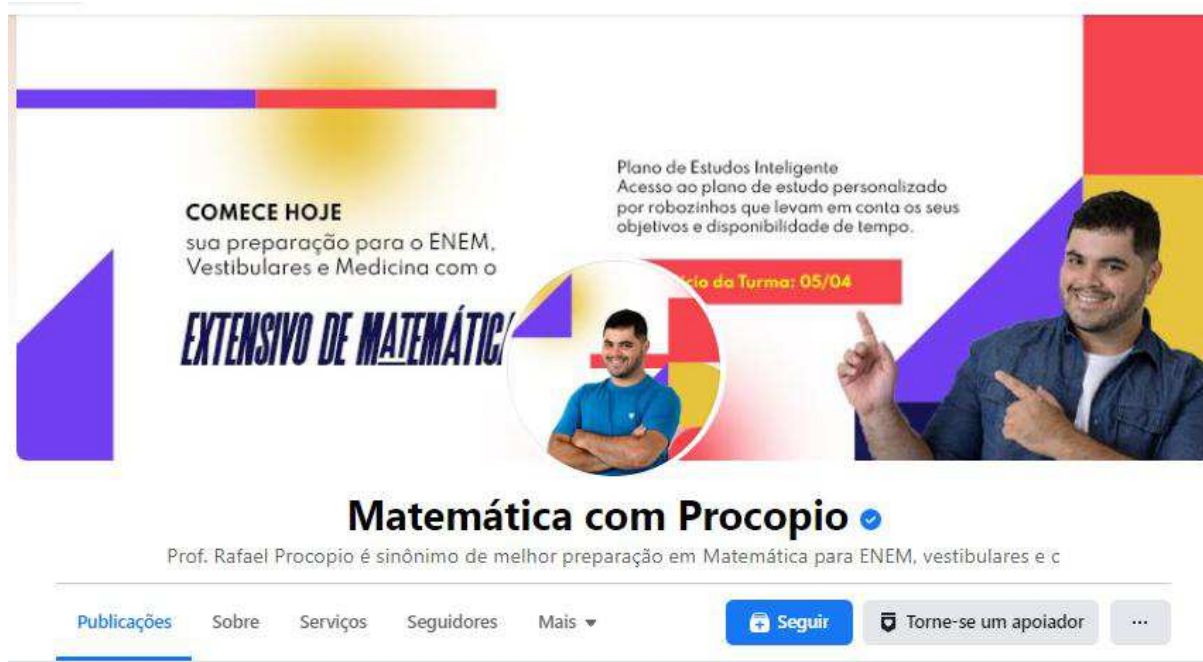 COMECE HOJE
sua preparação para o ENEM,
Vestibulares e Medicina com o
EXTENSIVO DE
Plano de Estudos Inteligente
Acesso ao plano de estudo personalizado
por robozinhos que levam em conta os seus
objetivos e disponibilidade de tempo.
da Turma: 05/04
Matemática com Procopio
Prof. Rafael Procopio é sinônimo de melhor preparação em Matemática para ENEM, vestibulares e c
Publicações Sobre Serviços Seguidores Mais
Seguir Torne-se um apoiador ...